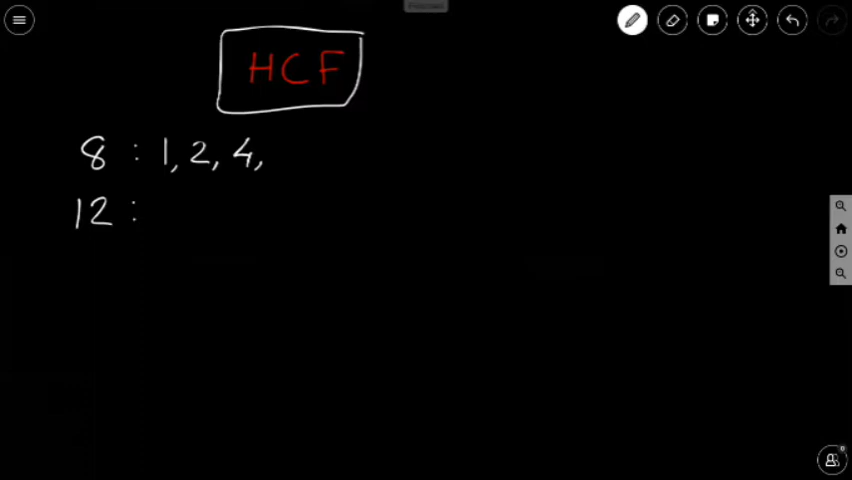 HCF
8 : 1, 2, 4,
12 :